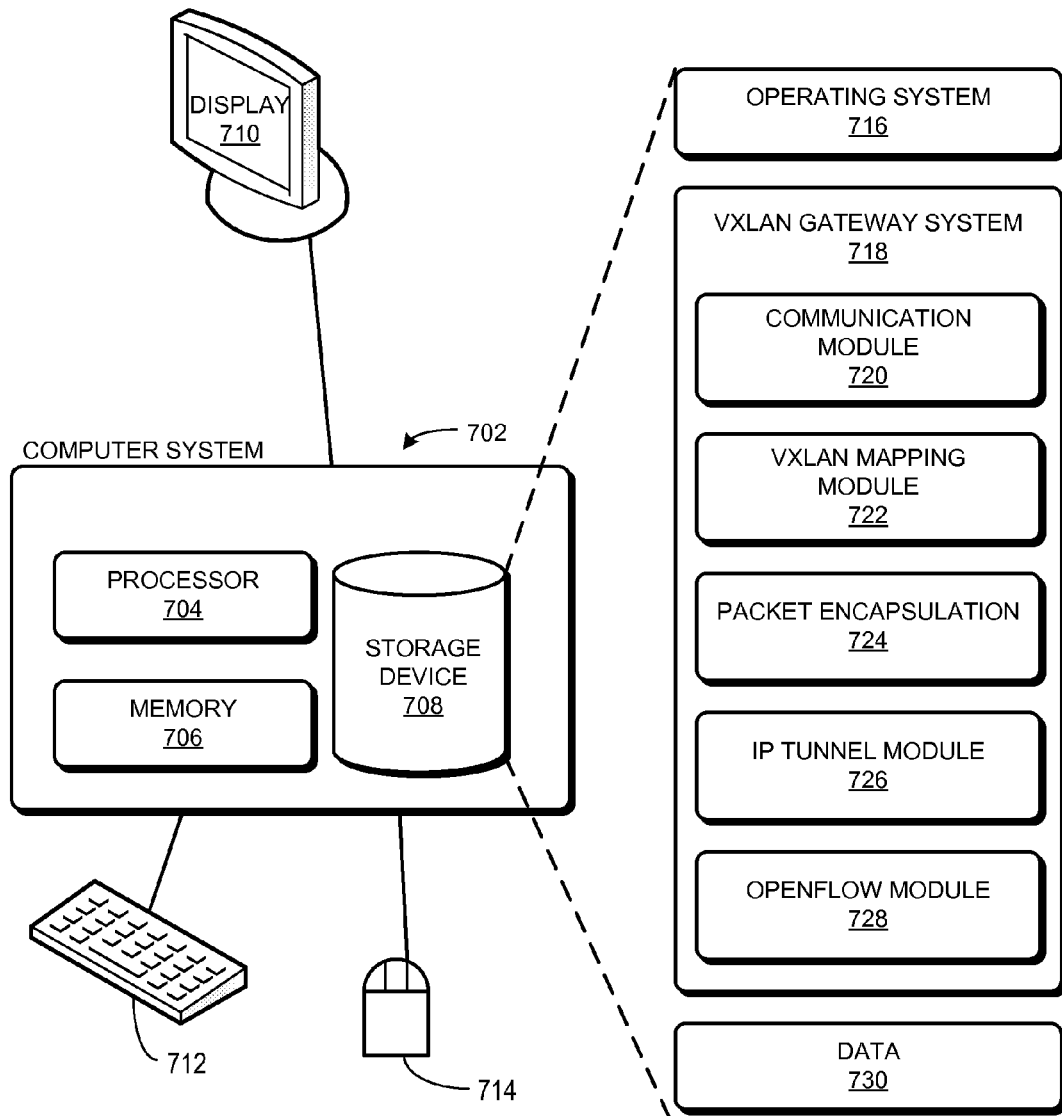 DISPLAY
710
COMPUTER SYSTEM
702
PROCESSOR
704
MEMORY
706
STORAGE
DEVICE
708
712
714
OPERATING SYSTEM
716
VXLAN GATEWAY SYSTEM
718
COMMUNICATION
MODULE
720
VXLAN MAPPING
MODULE
722
PACKET ENCAPSULATION
724
IP TUNNEL MODULE
726
OPENFLOW MODULE
728
DATA
730